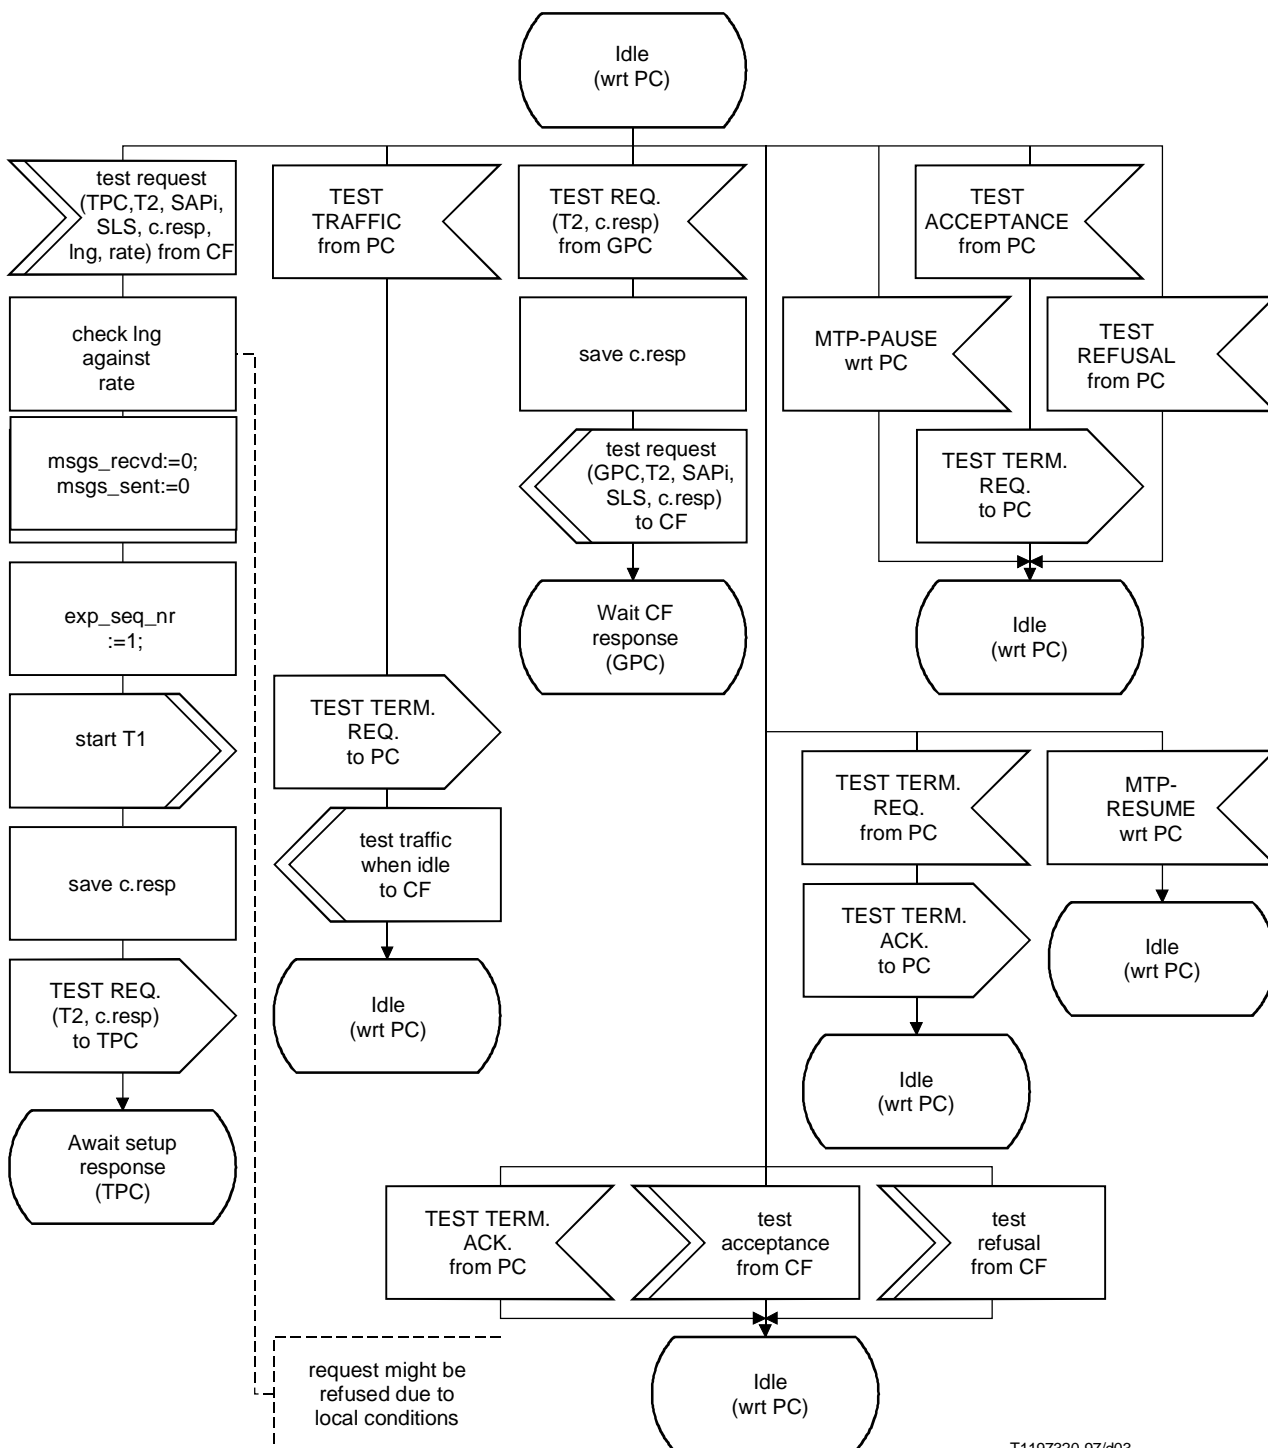 Idle
(wrt PC)
test request
(TPC,T2, SAPi,
SLS, c.resp,
lng, rate) from CF
TEST
TRAFFIC
from PC
TEST REQ.
(T2, c.resp)
from GPC
TEST
ACCEPTANCE
from PC
check lng
against
rate
save c.resp
MTP-PAUSE
wrt PC
TEST
REFUSAL
from PC
msgs_recvd:=0;
msgs_sent:=0
test request
(GPC,T2, SAPi,
SLS, c.resp)
to CF
TEST TERM.
REQ.
to PC
exp_seq_nr
:=1;
Wait CF
response
(GPC)
Idle
(wrt PC)
start T1
TEST TERM.
REQ.
to PC
TEST TERM.
REQ.
from PC
MTP-
RESUME
wrt PC
save c.resp
test traffic
when idle
to CF
TEST TERM.
ACK.
to PC
Idle
(wrt PC)
TEST REQ.
(T2, c.resp)
to TPC
Idle
(wrt PC)
Idle
(wrt PC)
Await setup
response
(TPC)
TEST TERM.
ACK.
from PC
test
acceptance
from CF
test
refusal
from CF
request might be
refused due to
local conditions
Idle
(wrt PC)
T1197320-97/d03